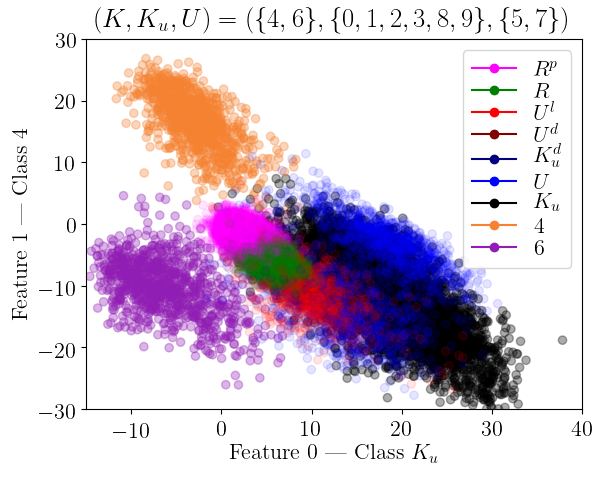 (K, K_u, U) = ({4, 6}, {0, 1, 2, 3, 8, 9}, {5, 7})
30
20
10
0
−10
−20
−30
Feature 1 — Class 4
R^p
R
U^l
U^d
K_u^d
U
K_u
4
6
−10
0
10
20
30
40
Feature 0 — Class K_u